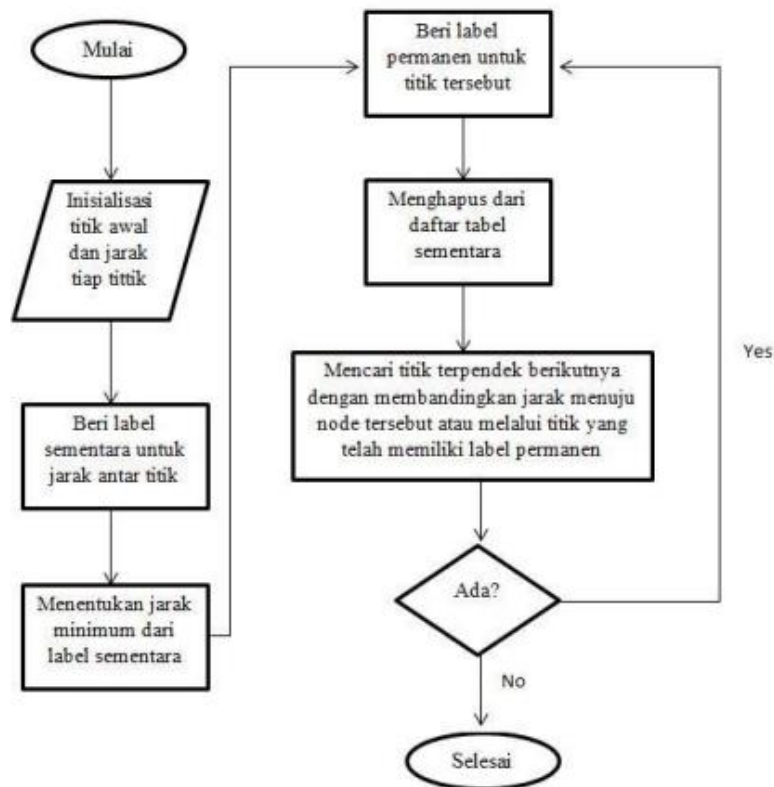 Mulai
Inisialisasi
titik awal
dan jarak
tiap tittik
Beri label
sementara untuk
jarak antar titik
Menentukan jarak
minimum dari
label sementara
Beri label
permanen untuk
titik tersebut
Menghapus dari
daftar tabel
sementara
Mencari titik terpendek berikutnya
dengan membandingkan jarak menuju
node tersebut atau melalui titik yang
telah memiliki label permanen
Ada?
Yes
No
Selesai